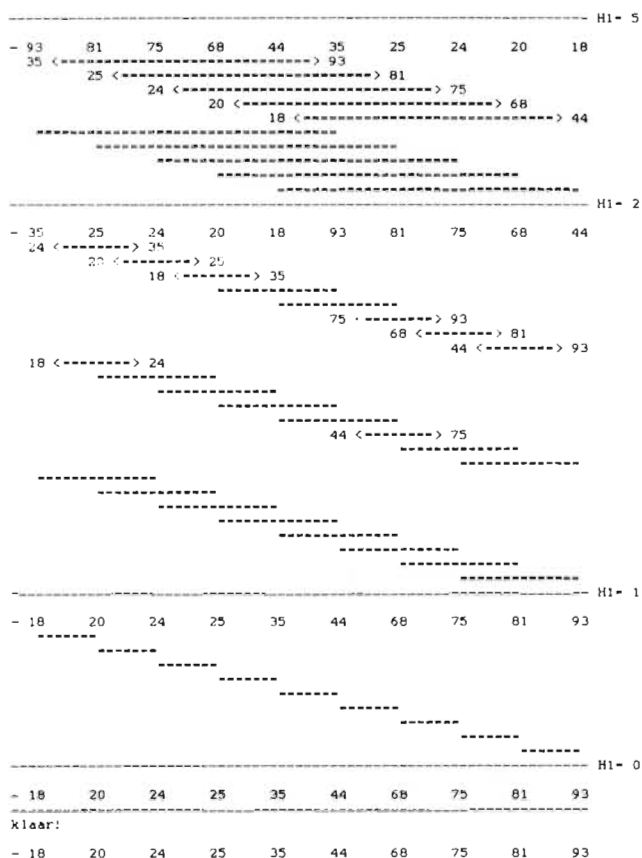 H1- 5
- 93 81 75 68 44 35 25 24 20 18
35 <--------------------> 93
25 <--------------------> 81
24 <--------------------> 75
20 <--------------------> 68
18 <--------------------> 44
H1- 2
- 35 25 24 20 18 93 81 75 68 44
24 <--------> 35
20 <--------> 25
18 <--------> 35
75 <--------> 93
68 <--------> 81
44 <--------> 93
18 <--------> 24
44 <--------> 75
H1- 1
- 18 20 24 25 35 44 68 75 81 93
H1- 0
- 18 20 24 25 35 44 68 75 81 93
klaar!
- 18 20 24 25 35 44 68 75 81 93